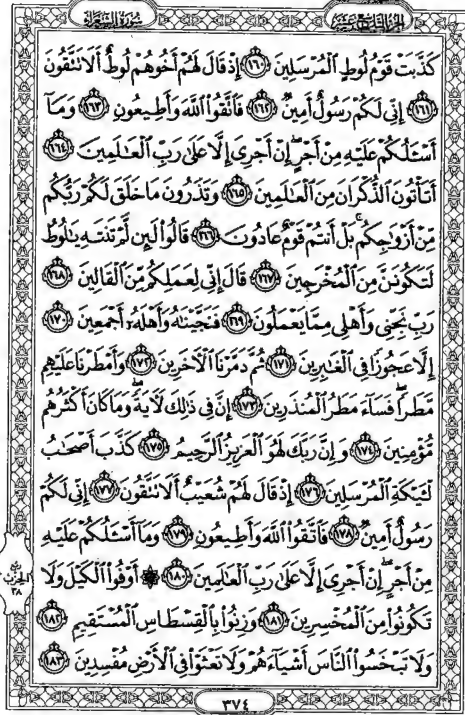 الجزء التاسع عشر
سورة الشعراء
كَذَّبَتْ قَوْمُ لُوطٍ ٱلْمُرْسَلِينَ ١٦٠ إِذْ قَالَ لَهُمْ أَخُوهُمْ لُوطٌ أَلَا تَتَّقُونَ
١٦١ إِنِّي لَكُمْ رَسُولٌ أَمِينٌ ١٦٢ فَٱتَّقُوا۟ ٱللَّهَ وَأَطِيعُونِ ١٦٣ وَمَآ
أَسْـَٔلُكُمْ عَلَيْهِ مِنْ أَجْرٍ إِنْ أَجْرِىَ إِلَّا عَلَىٰ رَبِّ ٱلْعَـٰلَمِينَ ١٦٤
أَتَأْتُونَ ٱلذُّكْرَانَ مِنَ ٱلْعَـٰلَمِينَ ١٦٥ وَتَذَرُونَ مَا خَلَقَ لَكُمْ رَبُّكُم
مِّنْ أَزْوَٰجِكُم بَلْ أَنتُمْ قَوْمٌ عَادُونَ ١٦٦ قَالُوا۟ لَئِن لَّمْ تَنتَهِ يَـٰلُوطُ
لَتَكُونَنَّ مِنَ ٱلْمُخْرَجِينَ ١٦٧ قَالَ إِنِّى لِعَمَلِكُم مِّنَ ٱلْقَالِينَ ١٦٨
رَبِّ نَجِّنِى وَأَهْلِى مِمَّا يَعْمَلُونَ ١٦٩ فَنَجَّيْنَـٰهُ وَأَهْلَهُۥٓ أَجْمَعِينَ ١٧٠
إِلَّا عَجُوزًا فِى ٱلْغَـٰبِرِينَ ١٧١ ثُمَّ دَمَّرْنَا ٱلْـَٔاخَرِينَ ١٧٢ وَأَمْطَرْنَا عَلَيْهِم
مَّطَرًا فَسَآءَ مَطَرُ ٱلْمُنذَرِينَ ١٧٣ إِنَّ فِى ذَٰلِكَ لَـَٔايَةً وَمَا كَانَ أَكْثَرُهُم
مُّؤْمِنِينَ ١٧٤ وَإِنَّ رَبَّكَ لَهُوَ ٱلْعَزِيزُ ٱلرَّحِيمُ ١٧٥ كَذَّبَ أَصْحَـٰبُ
لْـَٔيْكَةِ ٱلْمُرْسَلِينَ ١٧٦ إِذْ قَالَ لَهُمْ شُعَيْبٌ أَلَا تَتَّقُونَ ١٧٧ إِنِّى لَكُمْ
رَسُولٌ أَمِينٌ ١٧٨ فَٱتَّقُوا۟ ٱللَّهَ وَأَطِيعُونِ ١٧٩ وَمَآ أَسْـَٔلُكُمْ عَلَيْهِ
مِنْ أَجْرٍ إِنْ أَجْرِىَ إِلَّا عَلَىٰ رَبِّ ٱلْعَـٰلَمِينَ ١٨٠ ۞ أَوْفُوا۟ ٱلْكَيْلَ وَلَا
تَكُونُوا۟ مِنَ ٱلْمُخْسِرِينَ ١٨١ وَزِنُوا۟ بِٱلْقِسْطَاسِ ٱلْمُسْتَقِيمِ ١٨٢
وَلَا تَبْخَسُوا۟ ٱلنَّاسَ أَشْيَآءَهُمْ وَلَا تَعْثَوْا۟ فِى ٱلْأَرْضِ مُفْسِدِينَ ١٨٣
ربع
الحزب
٣٨
٣٧٤